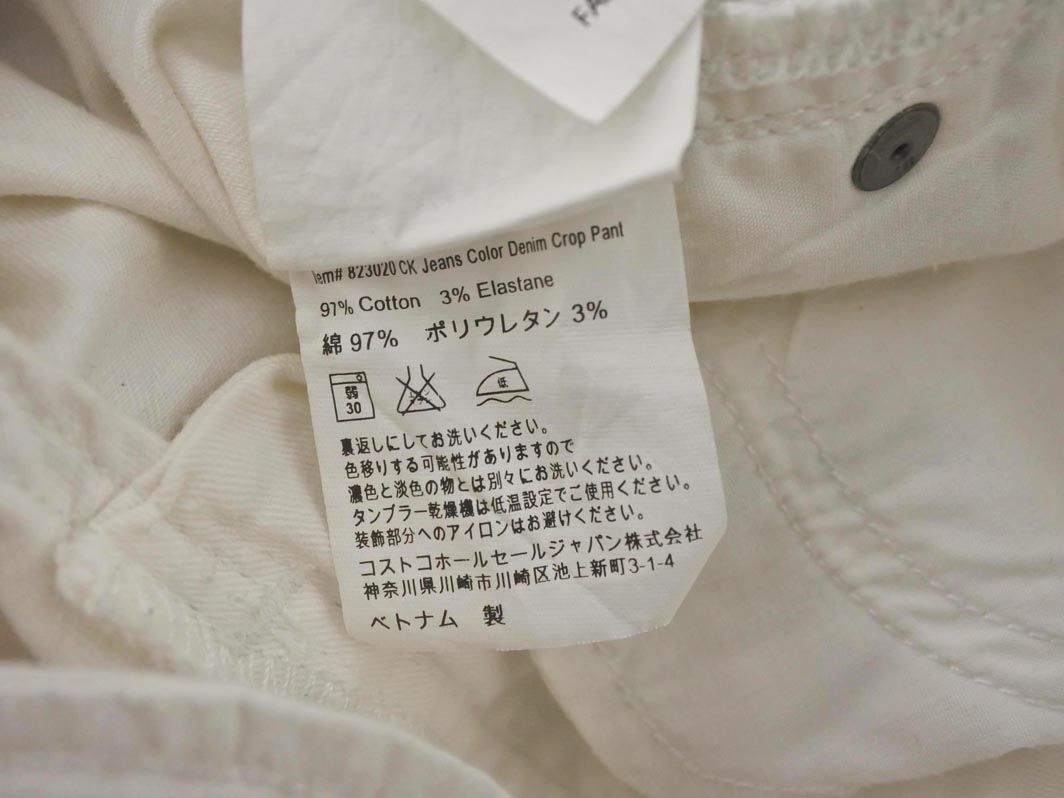 FA
Item# 823020 CK Jeans Color Denim Crop Pant
97% Cotton 3% Elastane
綿 97% ポリウレタン 3%
弱
30
低
裏返しにしてお洗いください。
色移りする可能性がありますので
濃色と淡色の物とは別々にお洗いください。
タンブラー乾燥機は低温設定でご使用ください。
装飾部分へのアイロンはお避けください。
コストコホールセールジャパン株式会社
神奈川県川崎市川崎区池上新町3-1-4
ベトナム 製